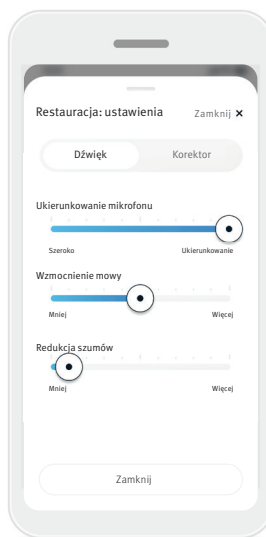 Restauracja: ustawienia Zamknij ✕
Dźwięk Korektor
Ukierunkowanie mikrofonu
Szeroko Ukierunkowanie
Wzmocnienie mowy
Mniej Więcej
Redukcja szumów
Mniej Więcej
Zamknij